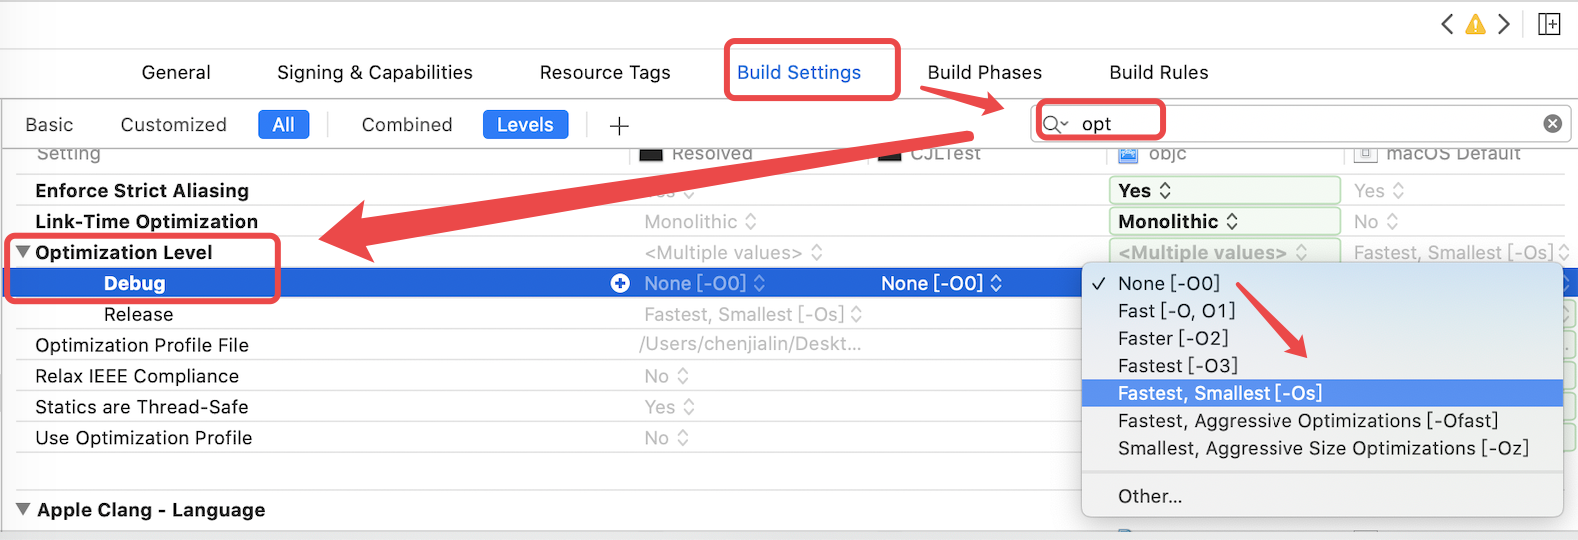 General Signing & Capabilities Resource Tags Build Settings Build Phases Build Rules
Basic Customized All Combined Levels + opt
Setting Resolved CJLTest objc macOS Default
Enforce Strict Aliasing Yes Yes
Link-Time Optimization Monolithic Monolithic No
Optimization Level <Multiple values> <Multiple values> Fastest, Smallest [-Os]
Debug None [-O0] None [-O0] None [-O0]
Release Fastest, Smallest [-Os] Fast [-O, O1]
Faster [-O2]
Optimization Profile File /Users/chenjialin/Deskt...
Fastest [-O3]
Relax IEEE Compliance No
Fastest, Smallest [-Os]
Statics are Thread-Safe Yes
Fastest, Aggressive Optimizations [-Ofast]
Use Optimization Profile No
Smallest, Aggressive Size Optimizations [-Oz]
Other...
Apple Clang - Language